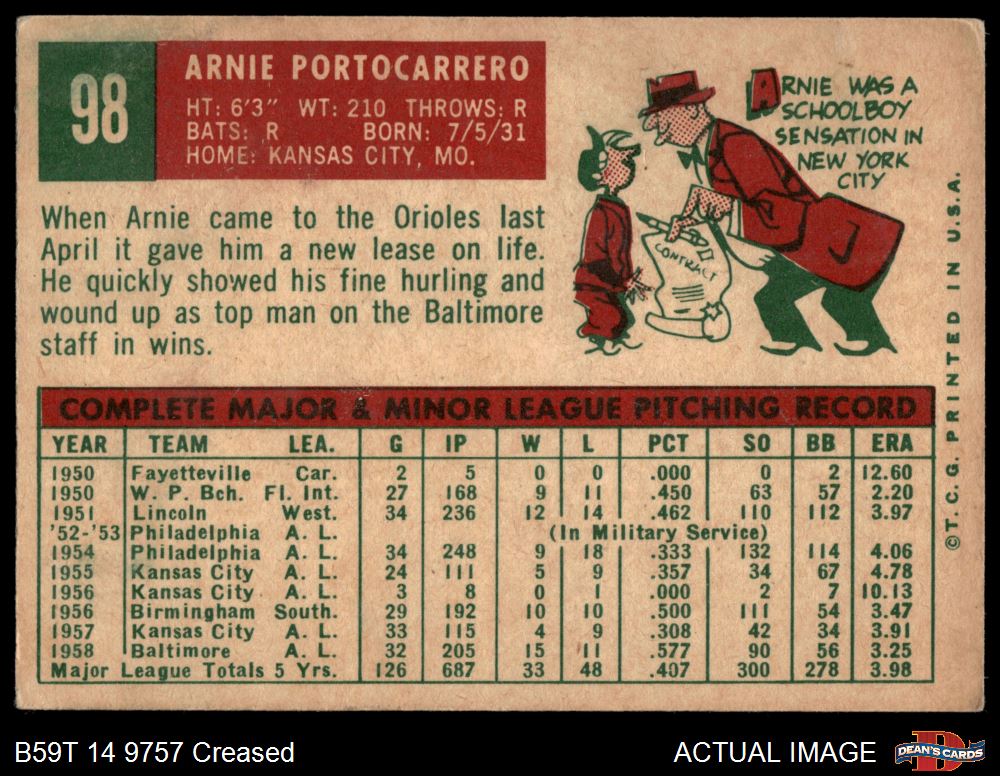 98
ARNIE PORTOCARRERO
HT: 6'3" WT: 210 THROWS: R
BATS: R BORN: 7/5/31
HOME: KANSAS CITY, MO.
ARNIE WAS A
SCHOOLBOY
SENSATION IN
NEW YORK
CITY
CONTRACT
When Arnie came to the Orioles last
April it gave him a new lease on life.
He quickly showed his fine hurling and
wound up as top man on the Baltimore
staff in wins.
COMPLETE MAJOR & MINOR LEAGUE PITCHING RECORD
YEAR TEAM LEA. G IP W L PCT SO BB ERA
1950 Fayetteville Car. 2 5 0 0 .000 0 2 12.60
1950 W. P. Bch. Fl. Int. 27 168 9 11 .450 63 57 2.20
1951 Lincoln West. 34 236 12 14 .462 110 112 3.97
'52-'53 Philadelphia A. L. (In Military Service)
1954 Philadelphia A. L. 34 248 9 18 .333 132 114 4.06
1955 Kansas City A. L. 24 111 5 9 .357 34 67 4.78
1956 Kansas City A. L. 3 8 0 1 .000 2 7 10.13
1956 Birmingham South. 29 192 10 10 .500 111 54 3.47
1957 Kansas City A. L. 33 115 4 9 .308 42 34 3.91
1958 Baltimore A. L. 32 205 15 11 .577 90 56 3.25
Major League Totals 5 Yrs. 126 687 33 48 .407 300 278 3.98
©T. C. G. PRINTED IN U.S.A.
B59T 14 9757 Creased
ACTUAL IMAGE
D
DEAN'S CARDS